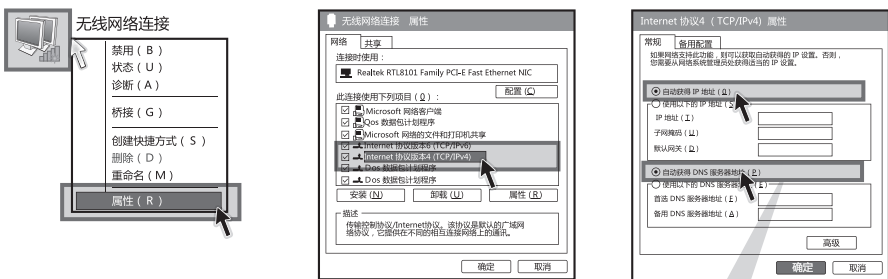 无线网络连接
禁用 ( B )
状态 ( U )
诊断 ( A )
桥接 ( G )
创建快捷方式 ( S )
删除 ( D )
重命名 ( M )
属性 ( R )
无线网络连接 属性
网络 共享
连接时使用：
Realtek RTL8101 Family PCI-E Fast Ethernet NIC
配置 (C)
此连接使用下列项目 ( O ) ：
Microsoft 网络客户端
Qos 数据包计划程序
Microsoft 网络的文件和打印机共享
Internet 协议版本6 (TCP/IPv6)
Internet 协议版本4 (TCP/IPv4)
Dos 数据包计划程序
Dos 数据包计划程序
安装 (N) 卸载 (U) 属性 (R)
描述
传输控制协议/Internet协议。该协议是默认的广域网
络协议，它提供在不同的相互连接网络上的通讯。
确定 取消
Internet 协议4 ( TCP/IPv4) 属性
常规 备用配置
如果网络支持此功能，则可以获取自动获得的 IP 设置。否则，
您需要从网络系统管理员处获得适当的 IP 设置。
自动获得 IP 地址 ( O )
使用以下的 IP 地址 ( S
IP 地址 ( I )
子网掩码 ( U )
默认网关 ( D )
自动获得 DNS 服务器地址 ( P )
使用以下的 DNS 服务器 E )
首选 DNS 服务器地址 ( F )
备用 DNS 服务器地址 ( A )
高级
确定 取消